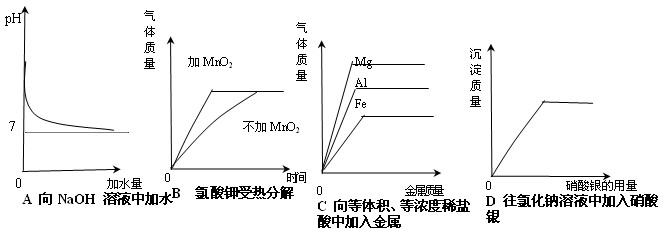 pH
7
0
加水量
A 向 NaOH 溶液中加水
气体质量
加 MnO₂
不加 MnO₂
0
时间
B 氯酸钾受热分解
气体质量
Mg
Al
Fe
0
金属质量
C 向等体积、等浓度稀盐
酸中加入金属
沉淀质量
0
硝酸银的用量
D 往氯化钠溶液中加入硝酸
银